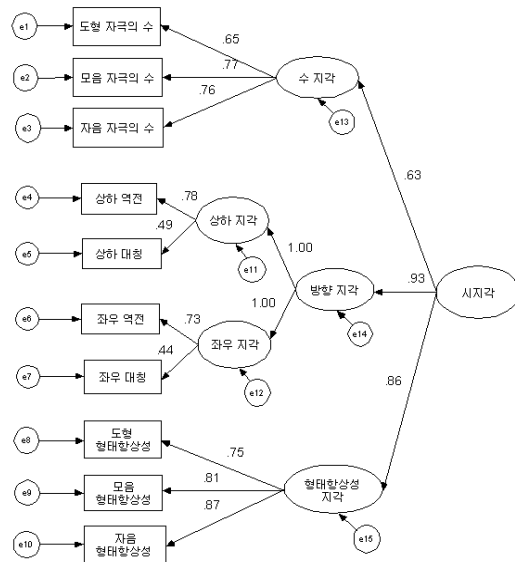 e1
도형 자극의 수
.65
e2
모음 자극의 수
.77
수 지각
e3
자음 자극의 수
.76
e13
.63
e4
상하 역전
.78
상하 지각
e5
상하 대칭
.49
e11
1.00
방향 지각
.93
시지각
1.00
e14
e6
좌우 역전
.73
좌우 지각
e7
좌우 대칭
.44
e12
.86
e8
도형
형태항상성
.75
e9
모음
형태항상성
.81
형태항상성
지각
e10
자음
형태항상성
.87
e15